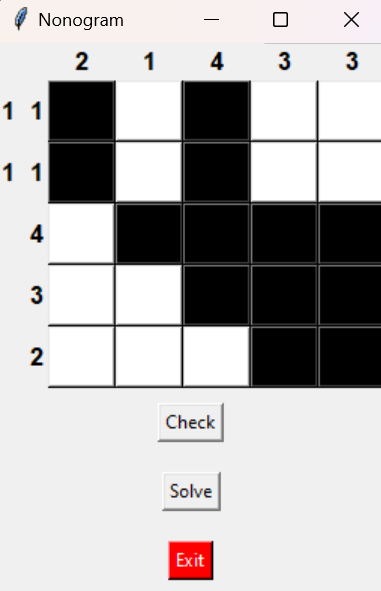 Nonogram
2 1 4 3 3
1 1
1 1
4
3
2
Check
Solve
Exit